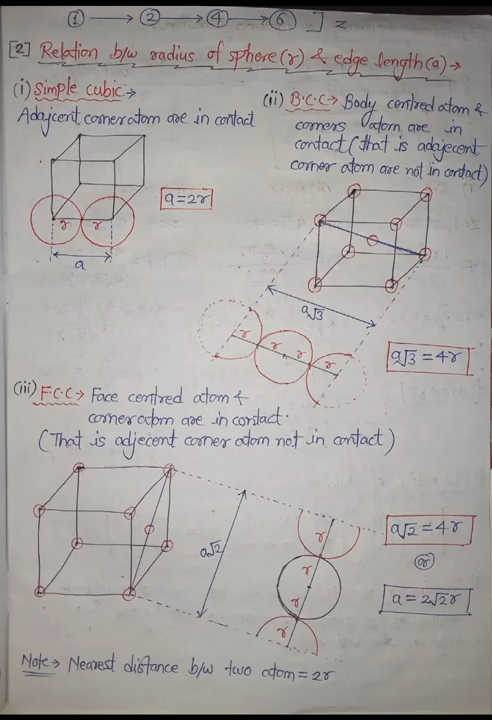 ① → ② → ④ → ⑥ ] Z
[2] Relation b/w radius of sphere(r) & edge length(a)→
(i) Simple cubic→
Adajcent corner atom are in contact
a=2r
r r
a
(ii) B.C.C→ Body centred atom &
corners atom are in
contact (That is adajecent
corner atom are not in contact)
a√3
r r r r
a√3=4r
(iii) F.C.C→ Face centred atom &
corner atom are in contact.
(That is adjecent corner atom not in contact)
a√2
r
r
r
r
a√2=4r
or
a=2√2r
Note→ Nearest distance b/w two atom=2r